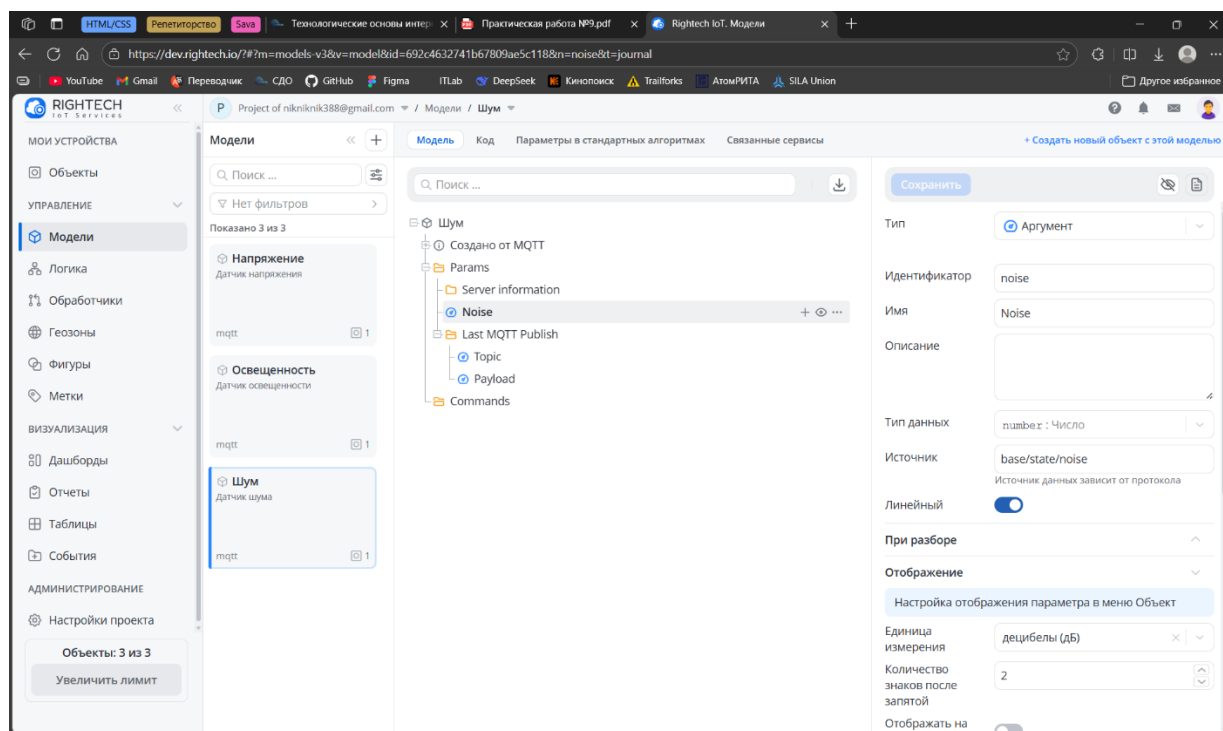 HTML/CSS Репетиторство Sava Технологические основы интер Практическая работа №9.pdf Rightech IoT. Модели
https://dev.rightech.io/?#?m=models-v3&v=model&id=692c4632741b67809ae5c118&n=noise&t=journal
YouTube Gmail Переводчик СДО GitHub Figma ITLab DeepSeek Кинопоиск Trailforks АтомРИТА SILA Union Другое избранное
RIGHTECH
IoT Services
P Project of nikniknik388@gmail.com / Модели / Шум
МОИ УСТРОЙСТВА
Объекты
УПРАВЛЕНИЕ
Модели
Логика
Обработчики
Геозоны
Фигуры
Метки
ВИЗУАЛИЗАЦИЯ
Дашборды
Отчеты
Таблицы
События
АДМИНИСТРИРОВАНИЕ
Настройки проекта
Объекты: 3 из 3
Увеличить лимит
Модели
Поиск ...
Нет фильтров
Показано 3 из 3
Напряжение
Датчик напряжения
mqtt 1
Освещенность
Датчик освещенности
mqtt 1
Шум
Датчик шума
mqtt 1
Модель Код Параметры в стандартных алгоритмах Связанные сервисы + Создать новый объект с этой моделью
Поиск ...
Шум
Создано от MQTT
Params
Server information
Noise
Last MQTT Publish
Topic
Payload
Commands
Сохранить
Тип Аргумент
Идентификатор noise
Имя Noise
Описание
Тип данных number : Число
Источник base/state/noise
Источник данных зависит от протокола
Линейный
При разборе
Отображение
Настройка отображения параметра в меню Объект
Единица
измерения
децибелы (дБ)
Количество
знаков после
запятой
2
Отображать на